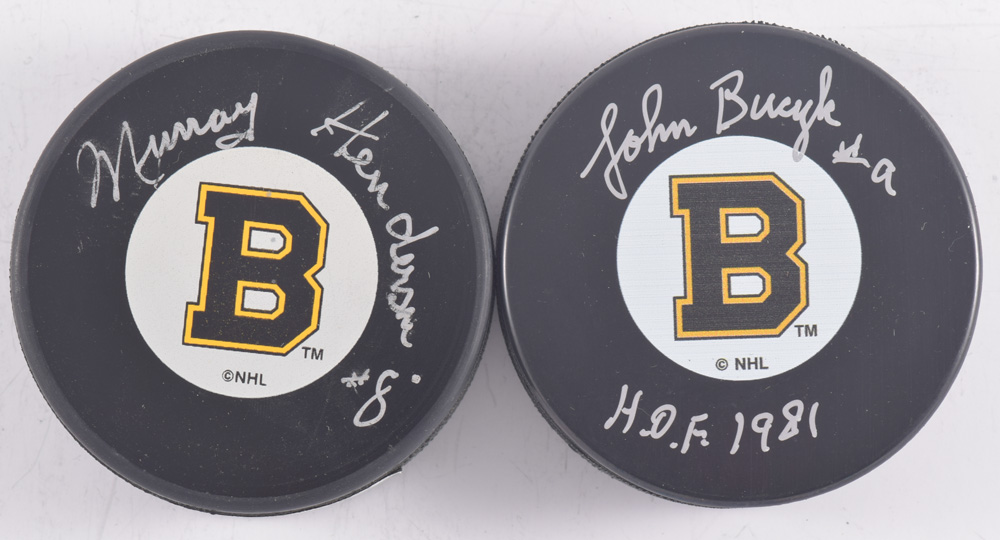 Murray Henderson #8
B
TM
©NHL
John Bucyk #9
B
TM
© NHL
H.O.F. 1981